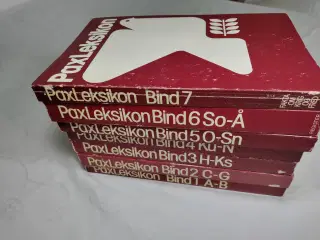 PaxLeksikon
PaxLeksikon Bind 7
PaxLeksikon Bind 6 So-Å
PaxLeksikon Bind 5 O-Sn
PaxLeksikon Bind 4 Ku-N
PaxLeksikon Bind 3 H-Ks
PaxLeksikon Bind 2 C-G
PaxLeksikon Bind 1 A-B